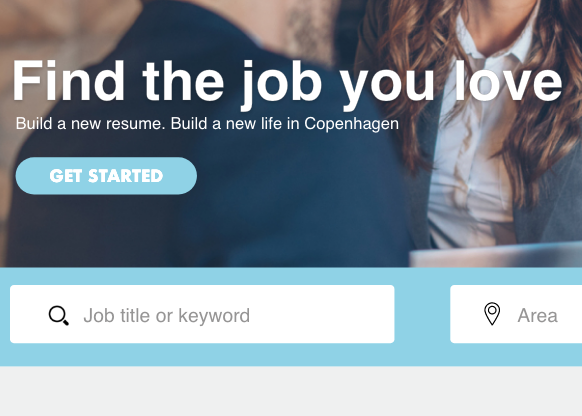 Find the job you love
Build a new resume. Build a new life in Copenhagen
GET STARTED
Job title or keyword
Area